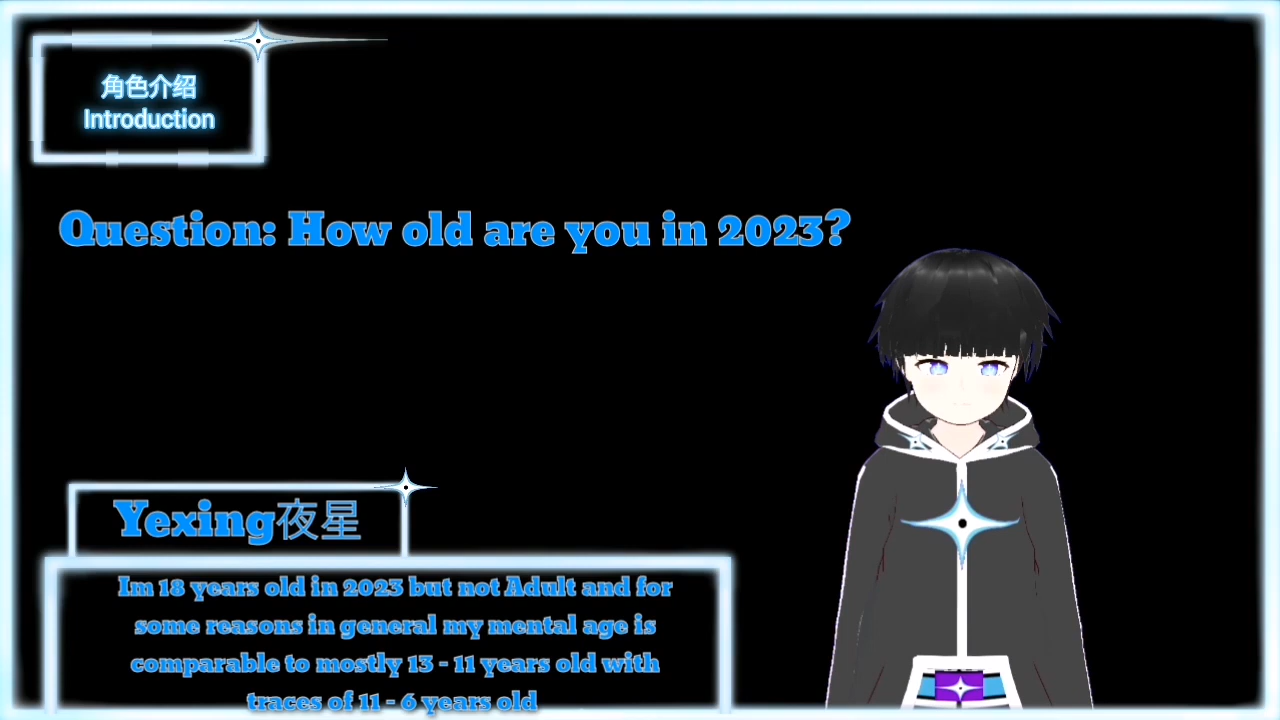 角色介绍
Introduction
Question: How old are you in 2023?
Yexing夜星
Im 18 years old in 2023 but not Adult and for
some reasons in general my mental age is
comparable to mostly 13 - 11 years old with
traces of 11 - 6 years old